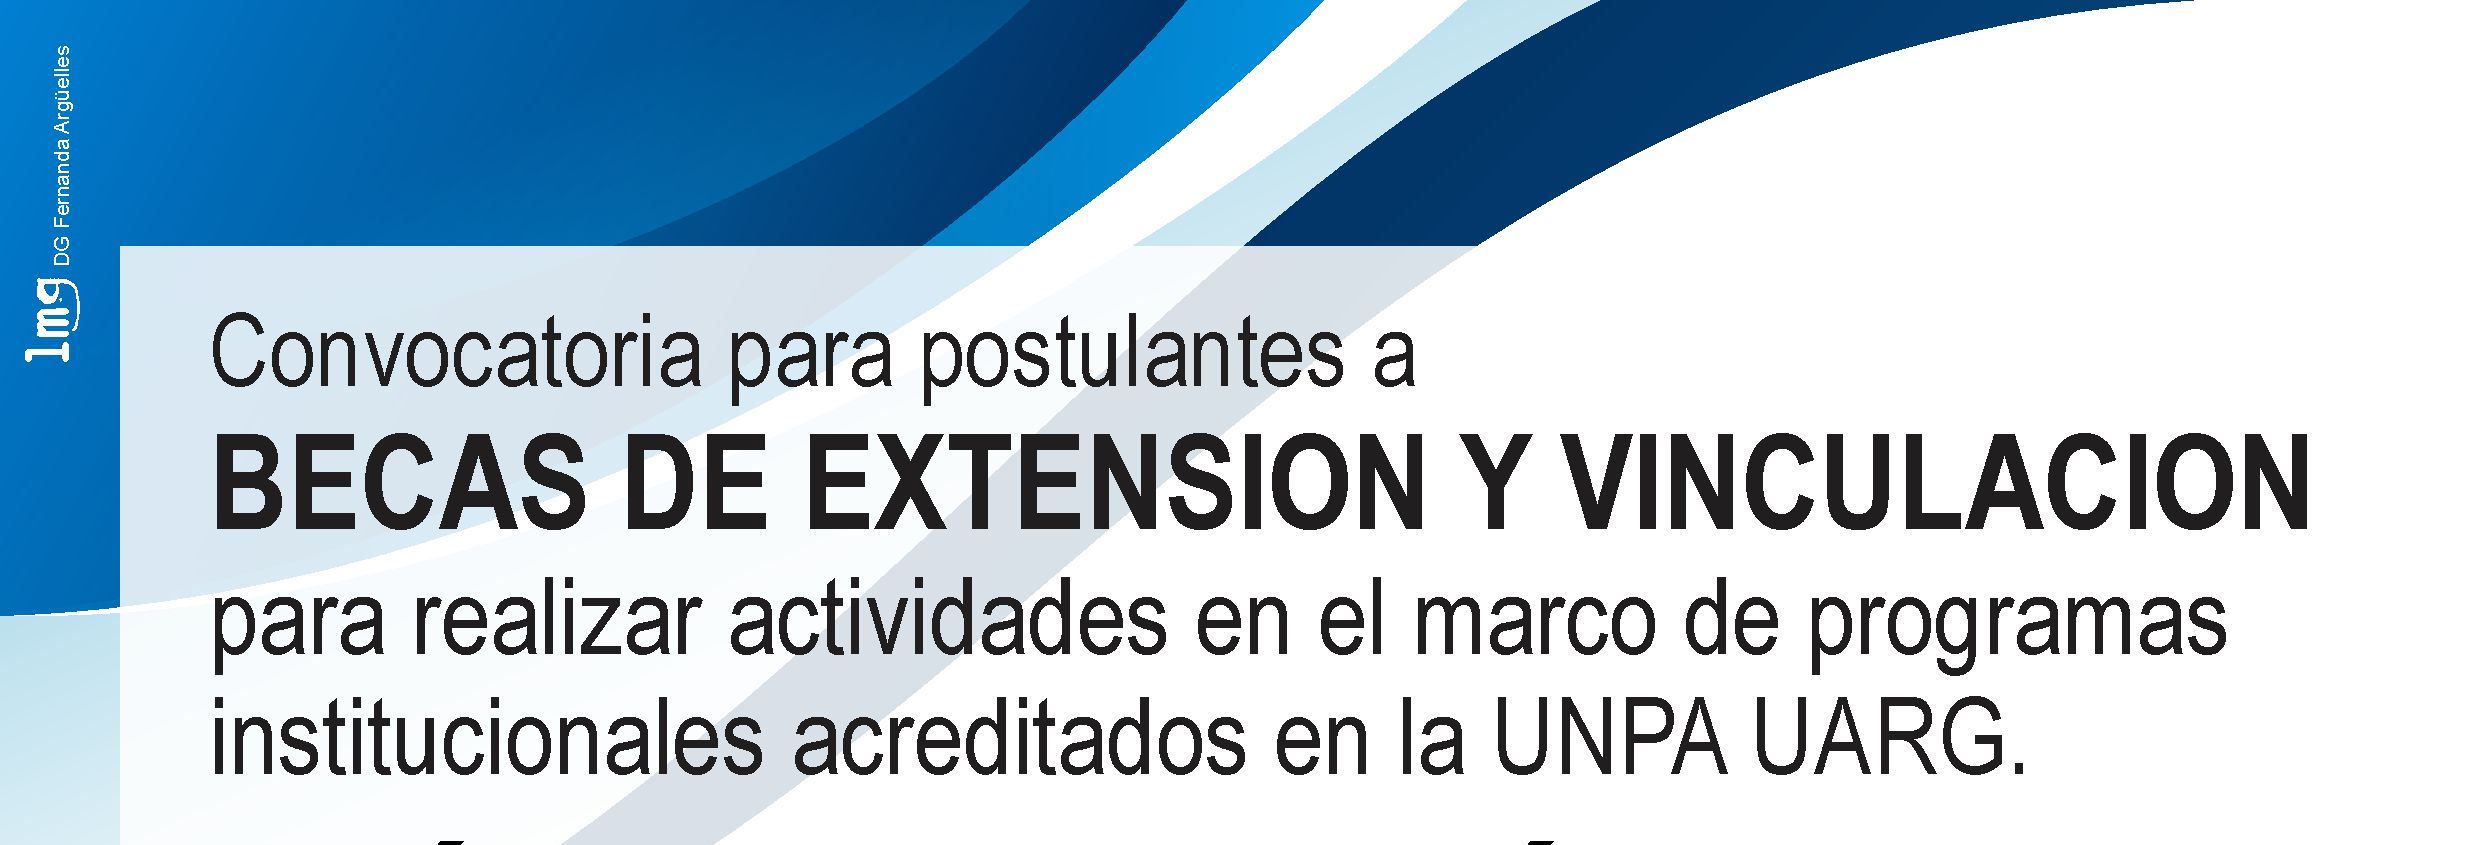 lmg DG Fernanda Argüelles
Convocatoria para postulantes a
BECAS DE EXTENSION Y VINCULACION
para realizar actividades en el marco de programas
institucionales acreditados en la UNPA UARG.